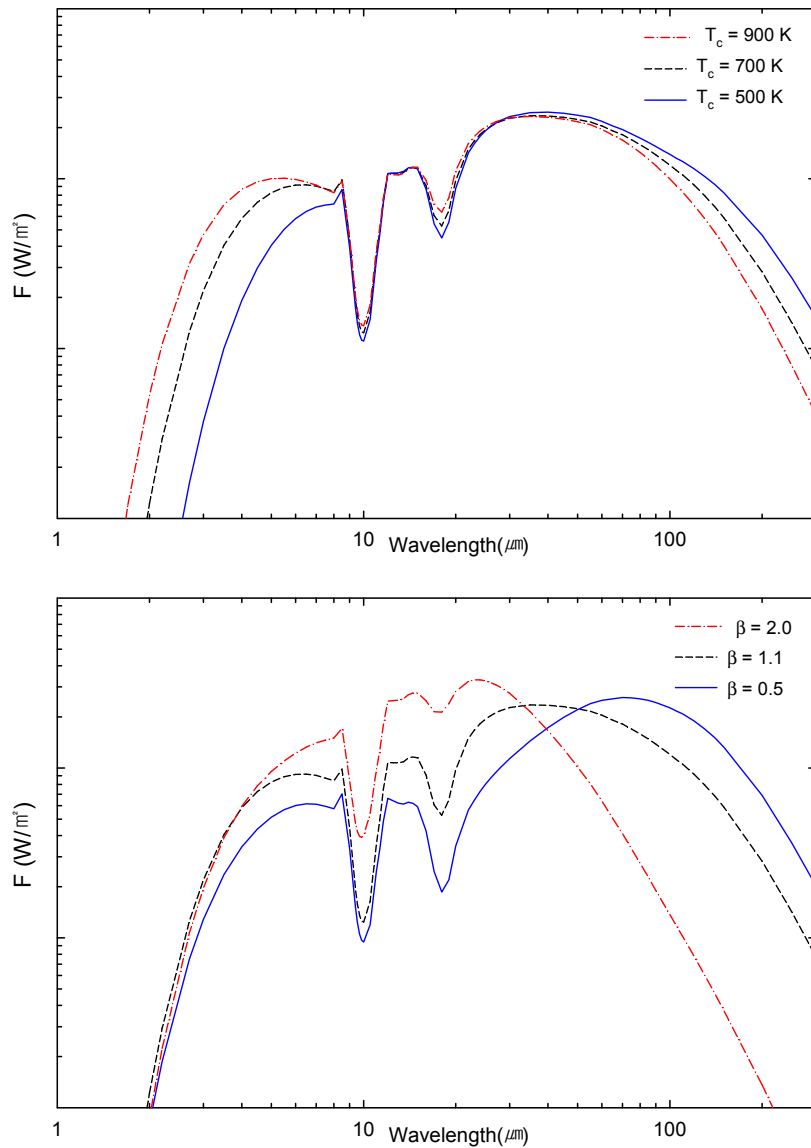 T_c = 900 K
T_c = 700 K
T_c = 500 K
F (W/㎡)
1
10
100
Wavelength(㎛)
β = 2.0
β = 1.1
β = 0.5
F (W/㎡)
1
10
100
Wavelength(㎛)